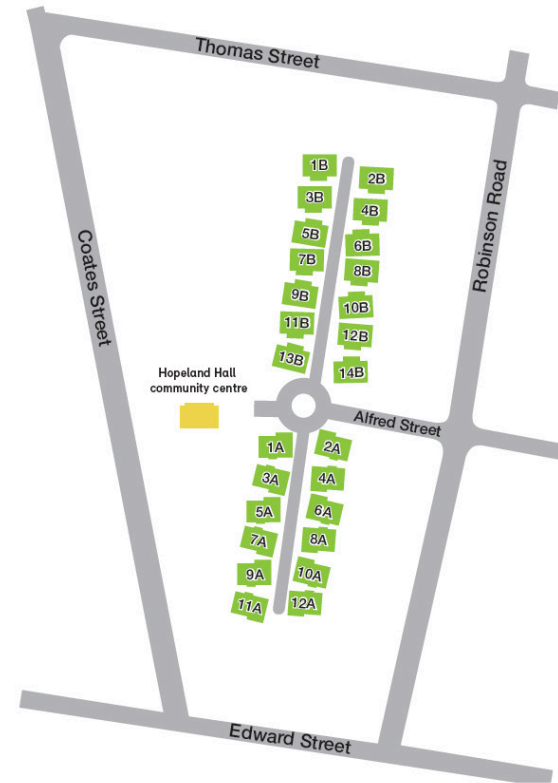 Thomas Street
Robinson Road
Coates Street
1B
2B
3B
4B
5B
6B
7B
8B
9B
10B
11B
12B
13B
14B
Hopeland Hall
community centre
Alfred Street
1A
2A
3A
4A
5A
6A
7A
8A
9A
10A
11A
12A
Edward Street